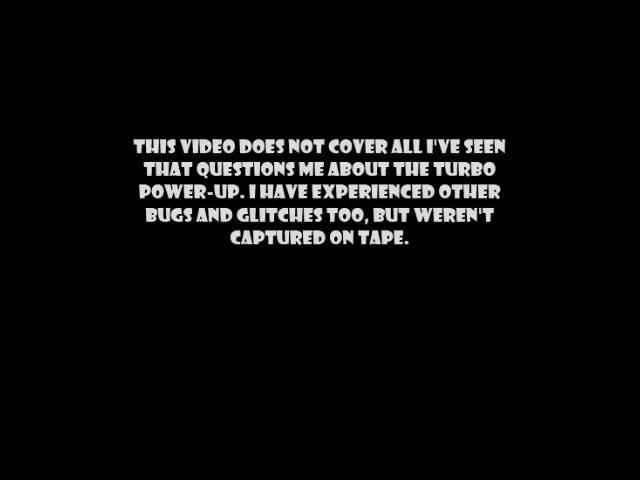 THIS VIDEO DOES NOT COVER ALL I'VE SEEN
THAT QUESTIONS ME ABOUT THE TURBO
POWER-UP. I HAVE EXPERIENCED OTHER
BUGS AND GLITCHES TOO, BUT WEREN'T
CAPTURED ON TAPE.